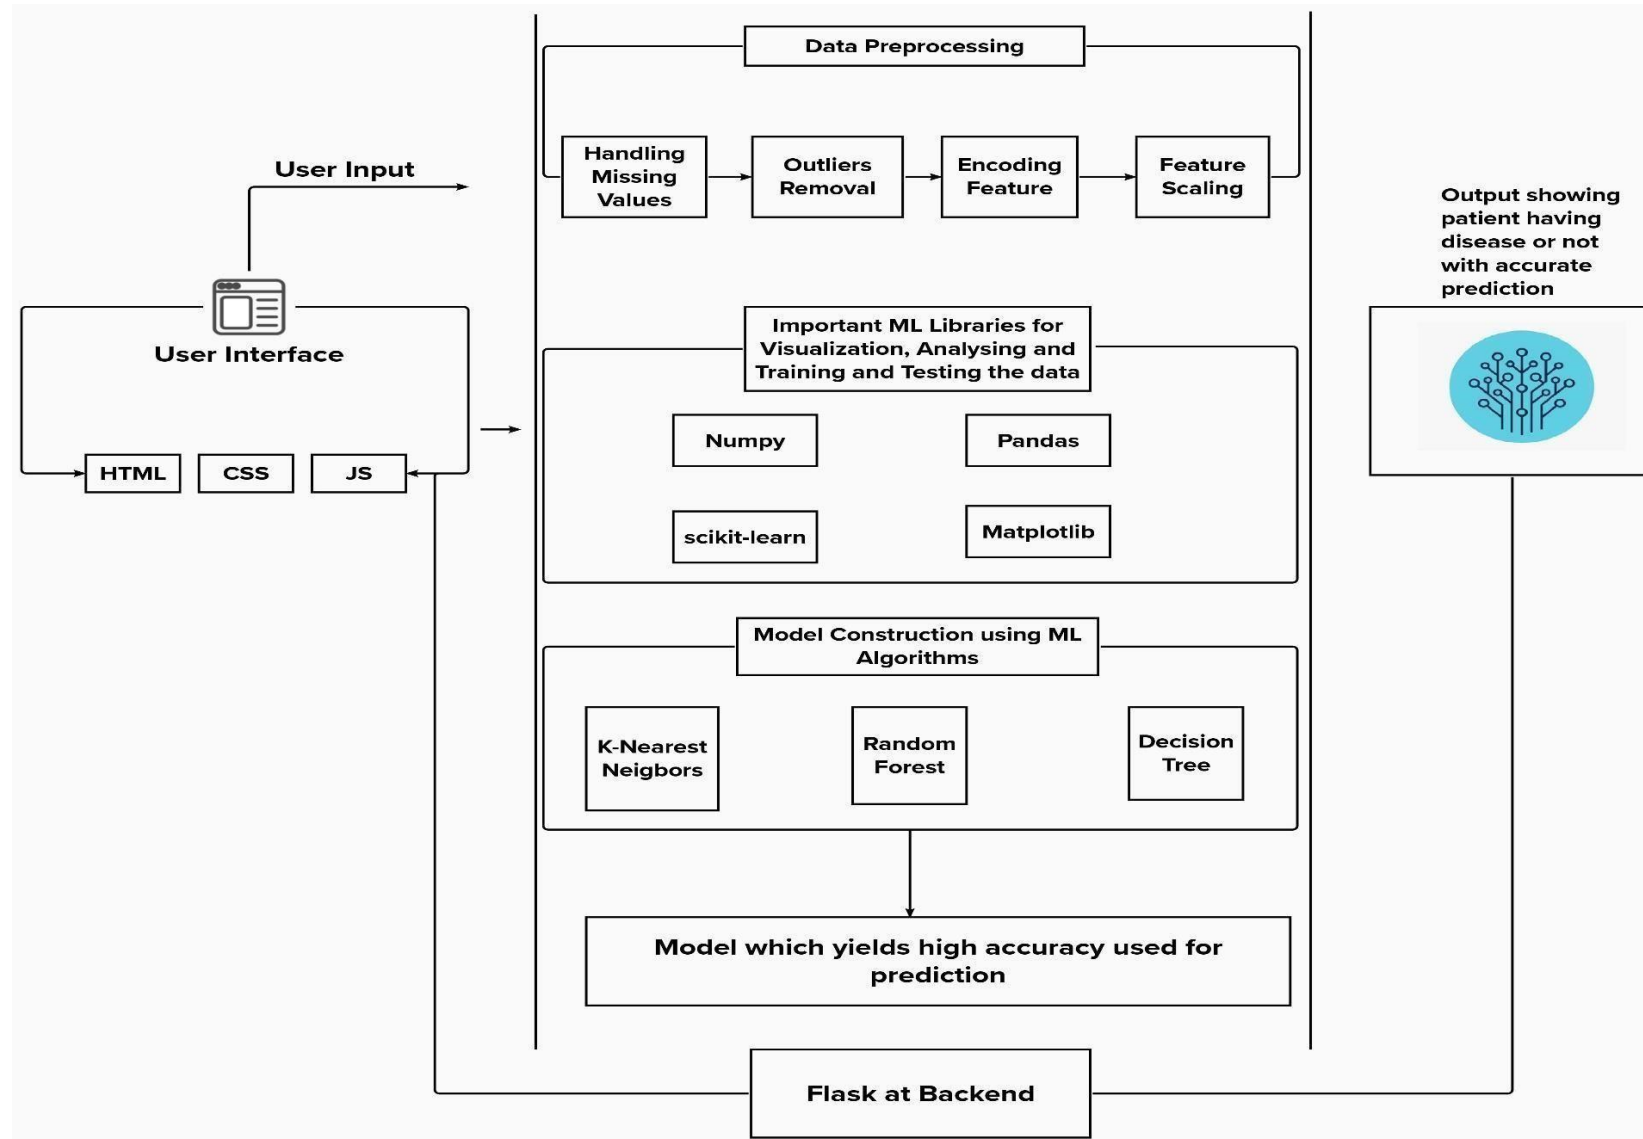 Data Preprocessing
Handling
Missing
Values
Outliers
Removal
Encoding
Feature
Feature
Scaling
User Input
User Interface
HTML
CSS
JS
Important ML Libraries for
Visualization, Analysing and
Training and Testing the data
Numpy
Pandas
scikit-learn
Matplotlib
Model Construction using ML
Algorithms
K-Nearest
Neigbors
Random
Forest
Decision
Tree
Model which yields high accuracy used for
prediction
Flask at Backend
Output showing
patient having
disease or not
with accurate
prediction